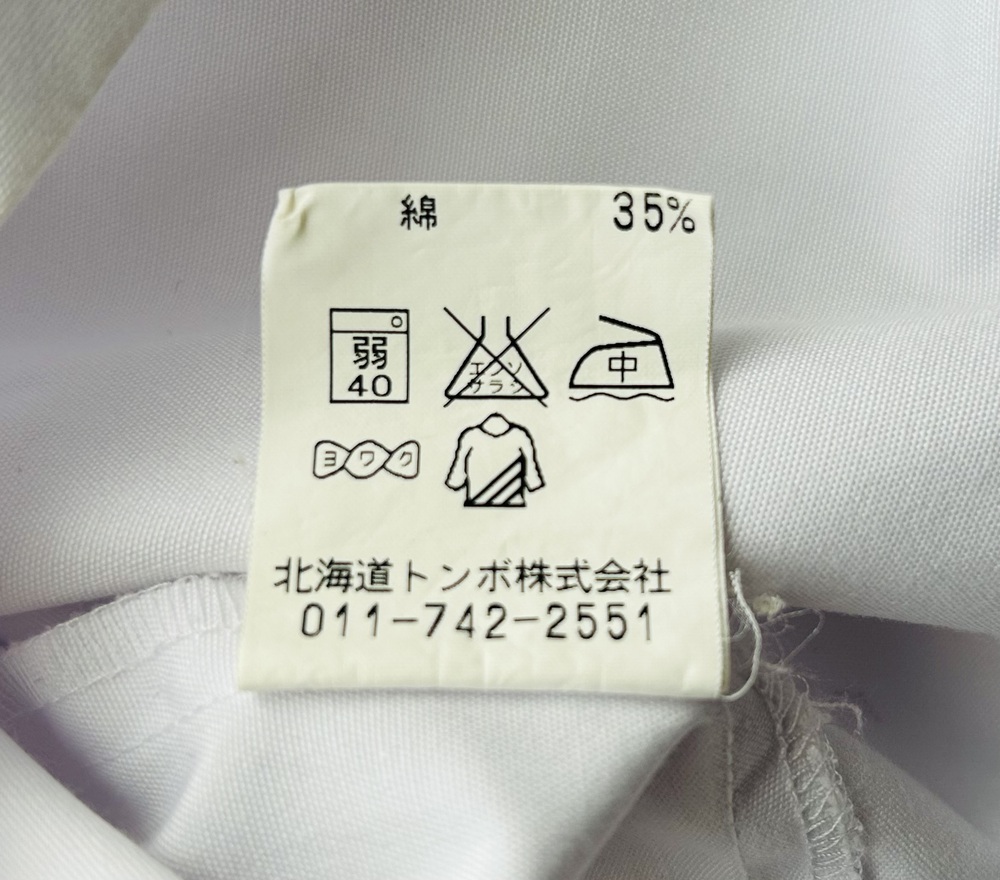 綿 35%
弱 エンソ 中
40 サラシ
ヨワク
北海道トンボ株式会社
011-742-2551